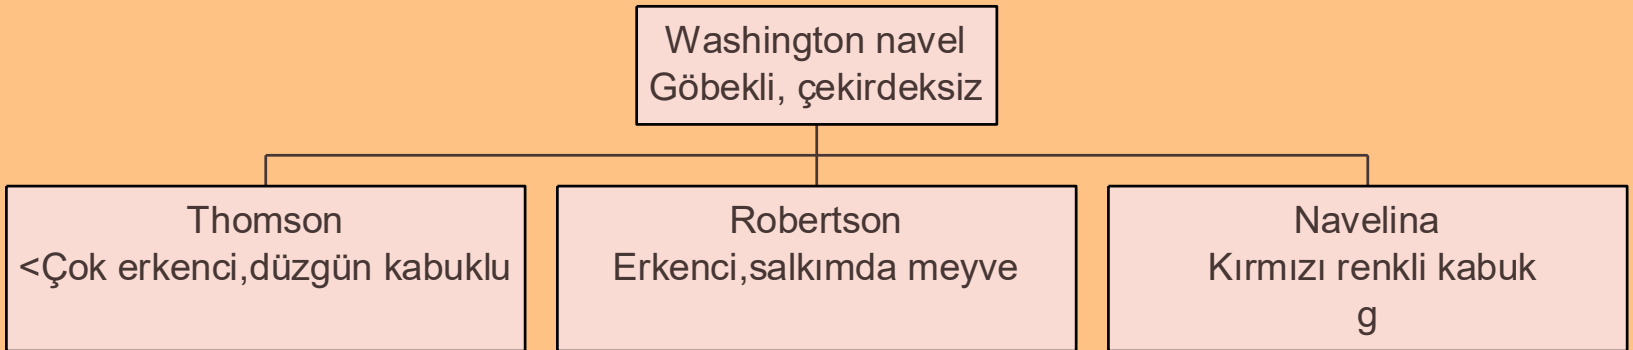 Washington navel
Göbekli, çekirdeksiz
Thomson
<Çok erkenci,düzgün kabuklu
Robertson
Erkenci,salkımda meyve
Navelina
Kırmızı renkli kabuk
g